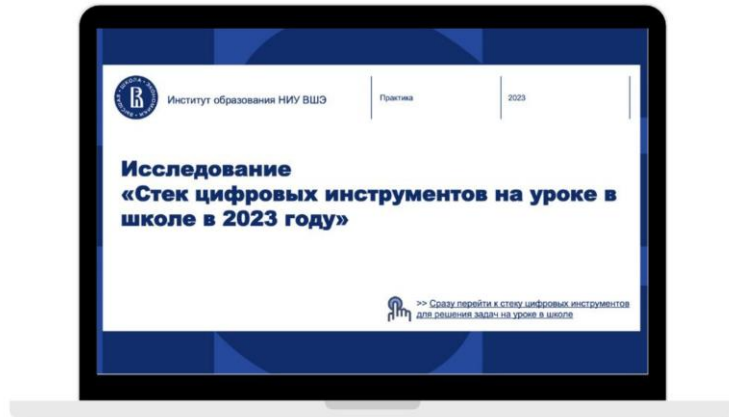 Институт образования НИУ ВШЭ
Практика
2023
Исследование
«Стек цифровых инструментов на уроке в
школе в 2023 году»
>> Сразу перейти к стеку цифровых инструментов
для решения задач на уроке в школе